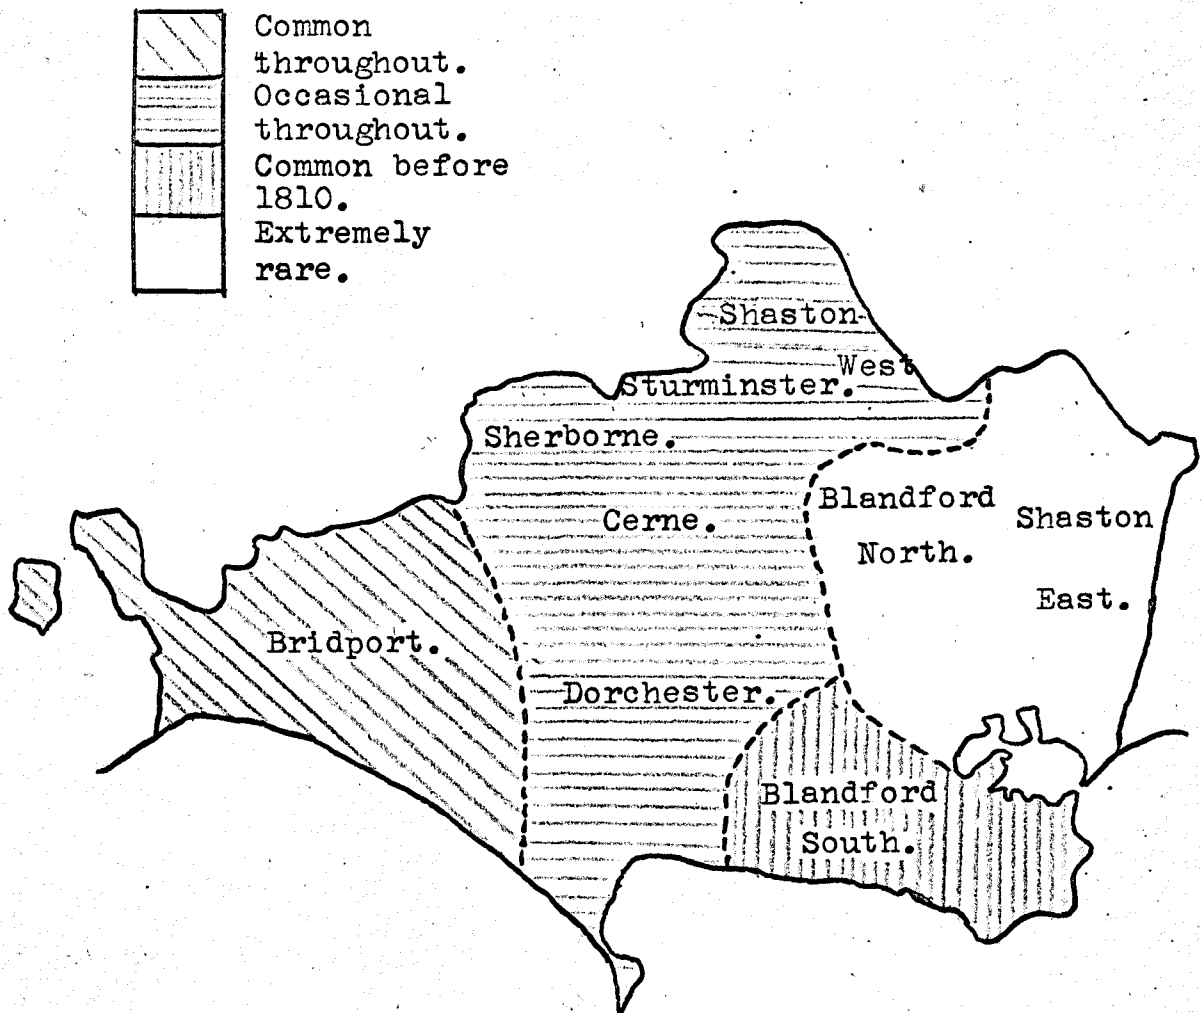 Common
throughout.
Occasional
throughout.
Common before
1810.
Extremely
rare.
Shaston
West
Sturminster.
Sherborne.
Blandford
North.
Shaston
East.
Cerne.
Bridport.
Dorchester.
Blandford
South.